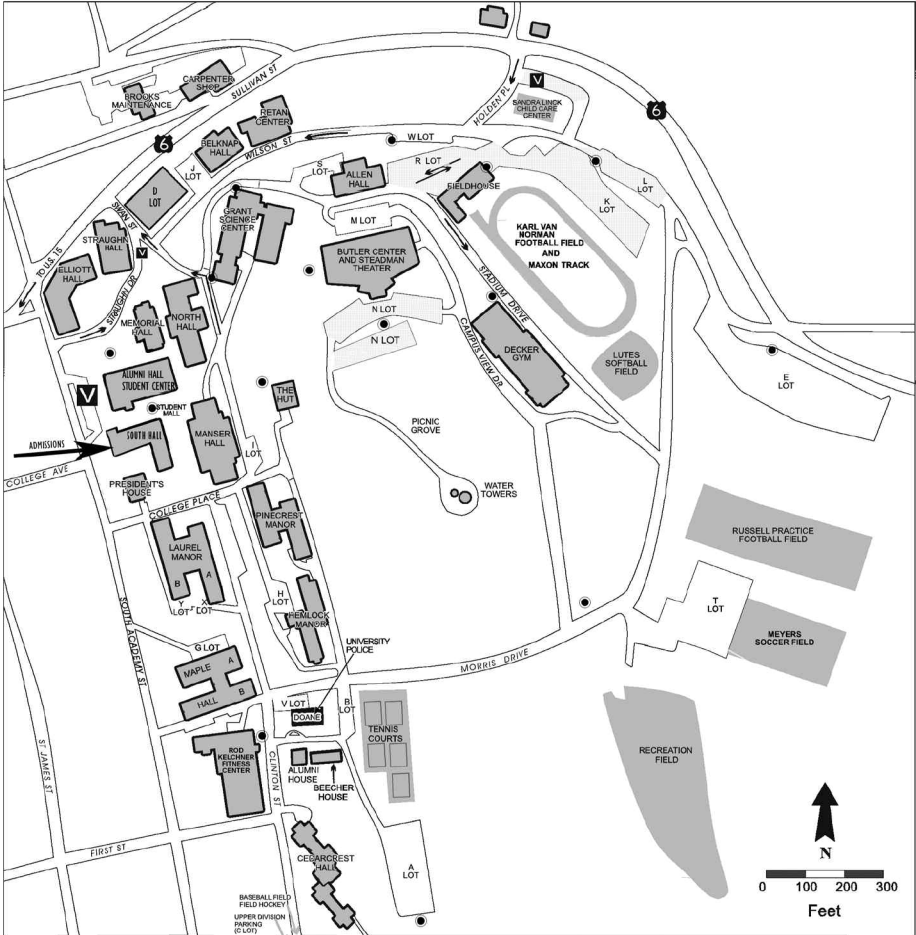 CARPENTER
SHOP
BROOKS
MAINTENANCE
SULLIVAN ST
RETAN
CENTER
HOLDEN PL
V
SANDRA LINCK
CHILD CARE
CENTER
6
6
BELKNAP
HALL
WILSON ST
W LOT
J
LOT
S
LOT
ALLEN
HALL
R LOT
FIELDHOUSE
L
LOT
K
LOT
D
LOT
SWAN ST
GRANT
SCIENCE
CENTER
M LOT
KARL VAN
NORMAN
FOOTBALL FIELD
AND
MAXON TRACK
STRAUGHN
HALL
V
TO U.S. 15
ELLIOTT
HALL
STRAUGHN DR
BUTLER CENTER
AND STEADMAN
THEATER
STADIUM DRIVE
MEMORIAL
HALL
NORTH
HALL
N LOT
N LOT
CAMPUS VIEW DR
DECKER
GYM
LUTES
SOFTBALL
FIELD
E
LOT
ALUMNI HALL
STUDENT CENTER
V
STUDENT
MALL
THE
HUT
ADMISSIONS
SOUTH HALL
MANSER
HALL
I
LOT
PICNIC
GROVE
COLLEGE AVE
PRESIDENT'S
HOUSE
COLLEGE PLACE
WATER
TOWERS
PINECREST
MANOR
RUSSELL PRACTICE
FOOTBALL FIELD
LAUREL
MANOR
B
A
Y
LOT
X
LOT
H
LOT
HEMLOCK
MANOR
T
LOT
MEYERS
SOCCER FIELD
SOUTH ACADEMY ST
G LOT
UNIVERSITY
POLICE
MORRIS DRIVE
MAPLE A
HALL B
V LOT
DOANE
B
LOT
TENNIS
COURTS
RECREATION
FIELD
ST JAMES ST
ROD
KELCHNER
FITNESS
CENTER
CLINTON ST
ALUMNI
HOUSE
BEECHER
HOUSE
FIRST ST
CEDARCREST
HALL
A
LOT
BASEBALL FIELD
FIELD HOCKEY
UPPER DIVISION
PARKING
(C LOT)
N
0 100 200 300
Feet